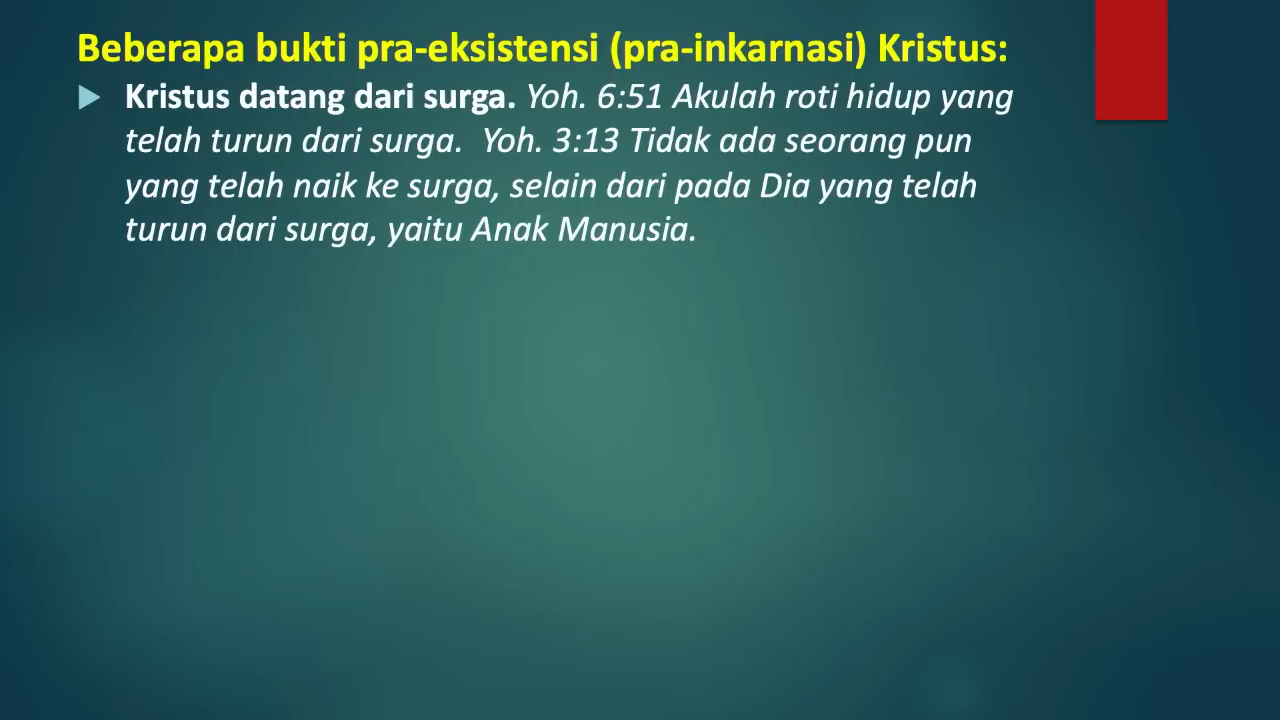 Beberapa bukti pra-eksistensi (pra-inkarnasi) Kristus:
Kristus datang dari surga. Yoh. 6:51 Akulah roti hidup yang
telah turun dari surga.  Yoh. 3:13 Tidak ada seorang pun
yang telah naik ke surga, selain dari pada Dia yang telah
turun dari surga, yaitu Anak Manusia.